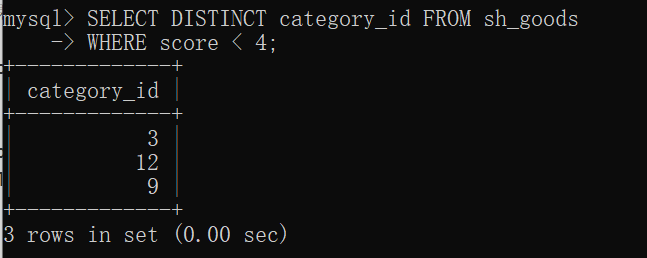 mysql> SELECT DISTINCT category_id FROM sh_goods
    -> WHERE score < 4;
+-------------+
| category_id |
+-------------+
|           3 |
|          12 |
|           9 |
+-------------+
3 rows in set (0.00 sec)